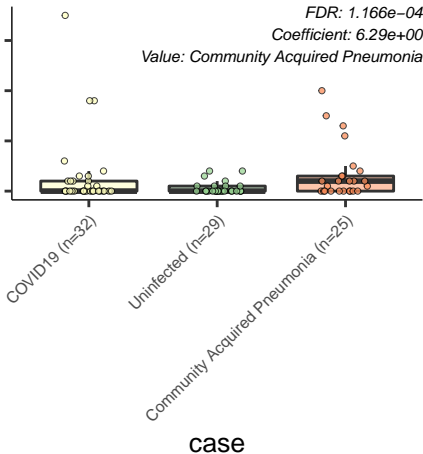 FDR: 1.166e−04
Coefficient: 6.29e+00
Value: Community Acquired Pneumonia
COVID19 (n=32)
Uninfected (n=29)
Community Acquired Pneumonia (n=25)
case